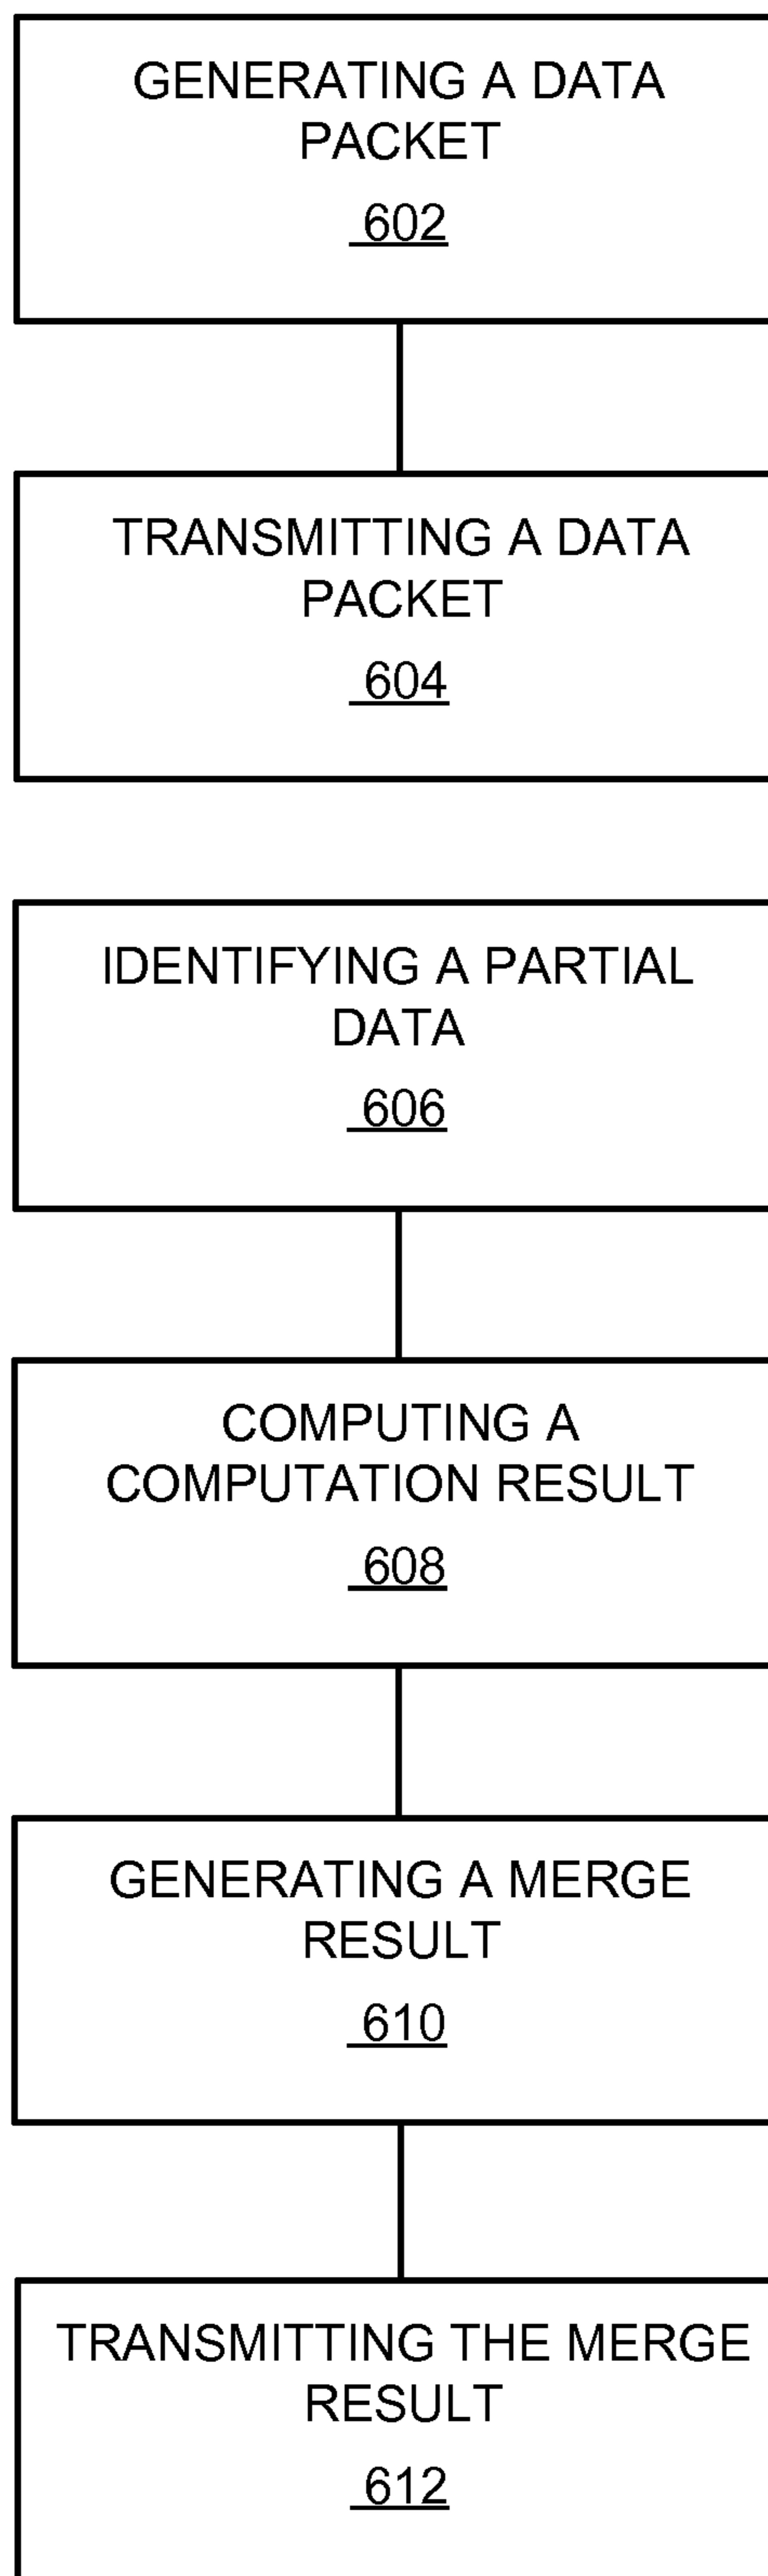 GENERATING A DATA
PACKET
602
TRANSMITTING A DATA
PACKET
604
IDENTIFYING A PARTIAL
DATA
606
COMPUTING A
COMPUTATION RESULT
608
GENERATING A MERGE
RESULT
610
TRANSMITTING THE MERGE
RESULT
612